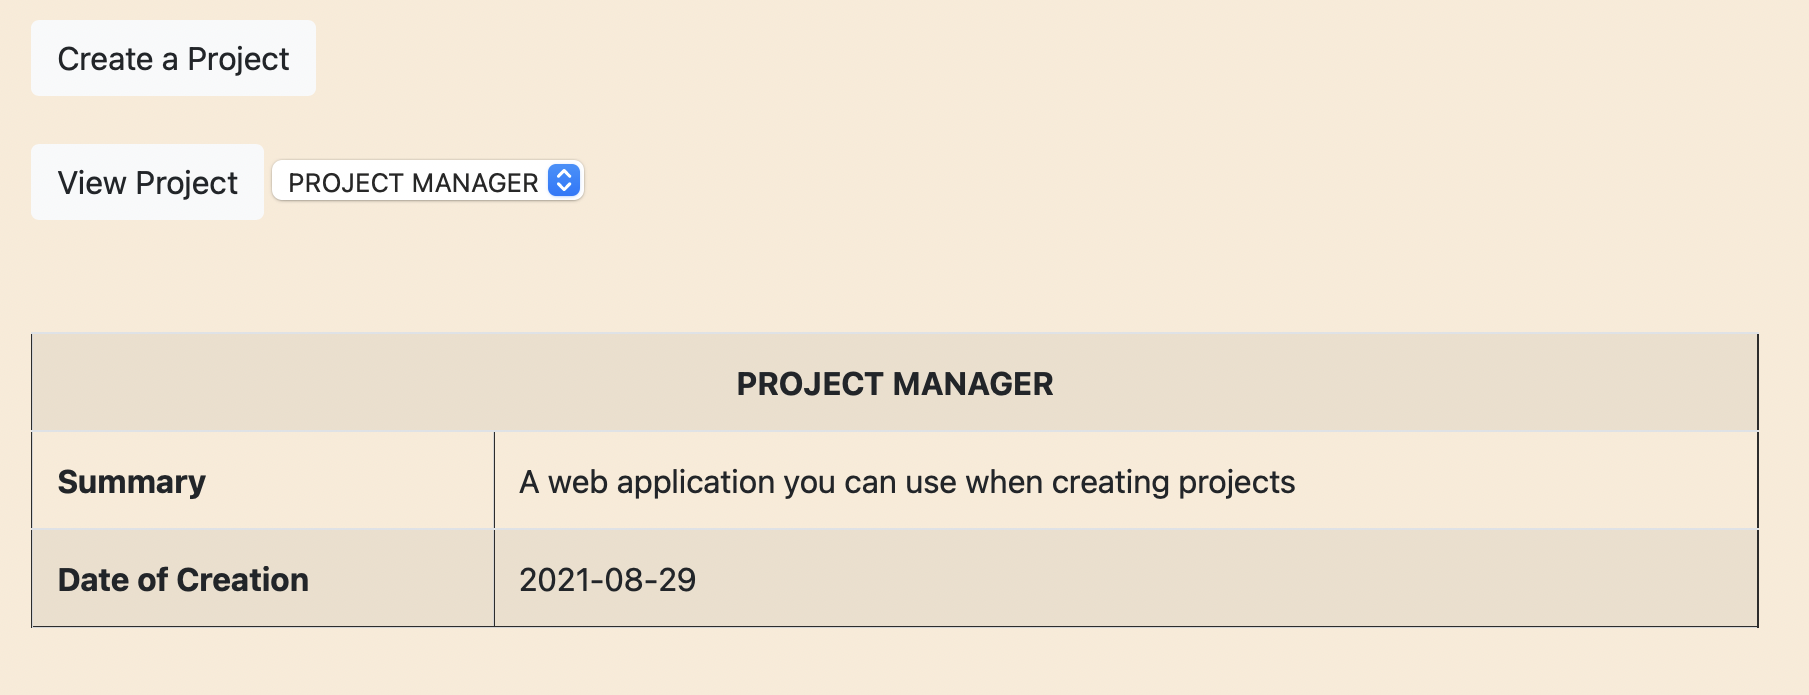 Create a Project
View Project PROJECT MANAGER
PROJECT MANAGER
Summary A web application you can use when creating projects
Date of Creation 2021-08-29